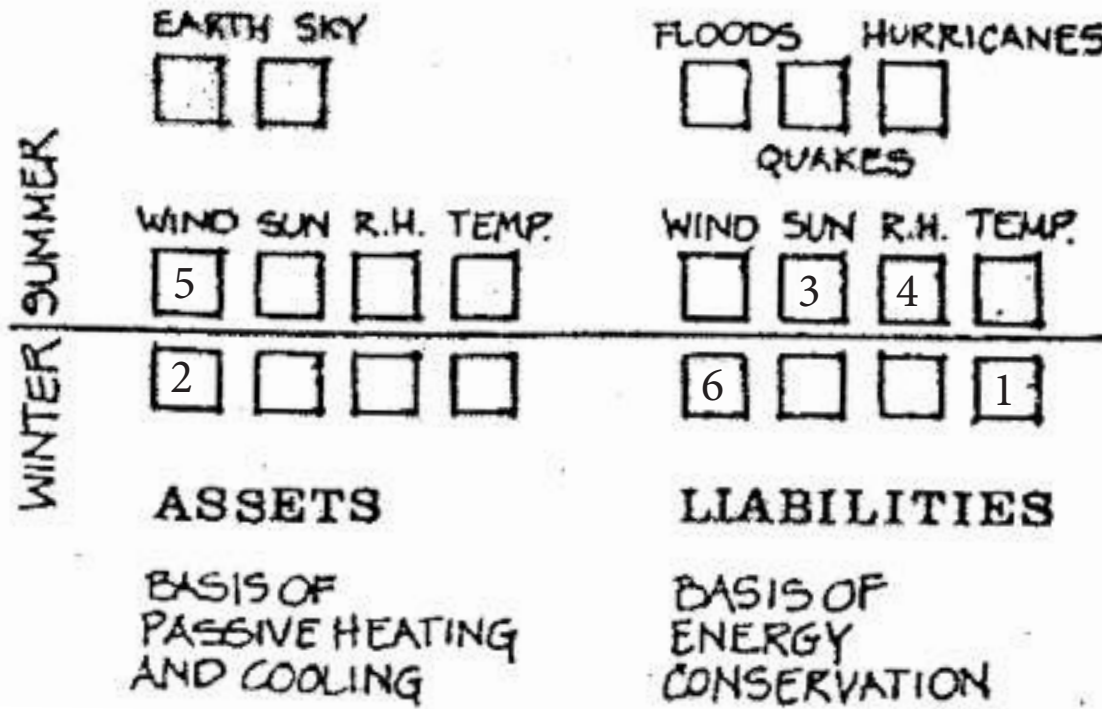 EARTH SKY
FLOODS HURRICANES
QUAKES
SUMMER
WIND SUN R.H. TEMP.
WIND SUN R.H. TEMP.
5
3 4
WINTER
2
6 1
ASSETS
LIABILITIES
BASIS OF
PASSIVE HEATING
AND COOLING
BASIS OF
ENERGY
CONSERVATION